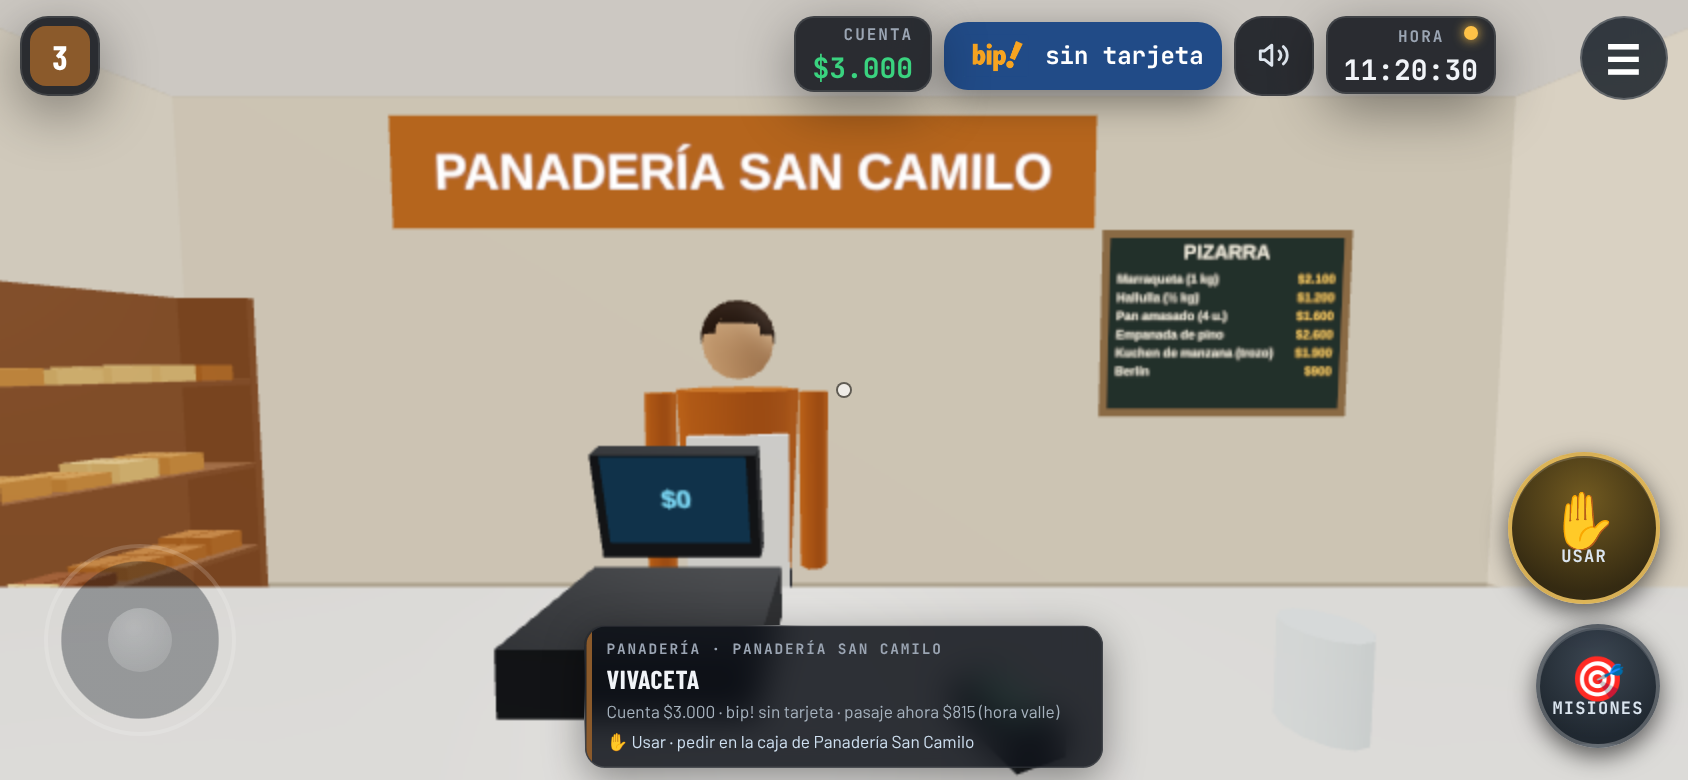 3
CUENTA
$3.000
bip! sin tarjeta
HORA
11:20:30
PANADERÍA SAN CAMILO
PIZARRA
Marraqueta (1 kg) $2.100
Hallulla (½ kg) $1.200
Pan amasado (4 u.) $1.600
Empanada de pino $2.600
Kuchen de manzana (trozo) $1.900
Berlín $900
$0
USAR
MISIONES
PANADERÍA · PANADERÍA SAN CAMILO
VIVACETA
Cuenta $3.000 · bip! sin tarjeta · pasaje ahora $815 (hora valle)
✋ Usar · pedir en la caja de Panadería San Camilo